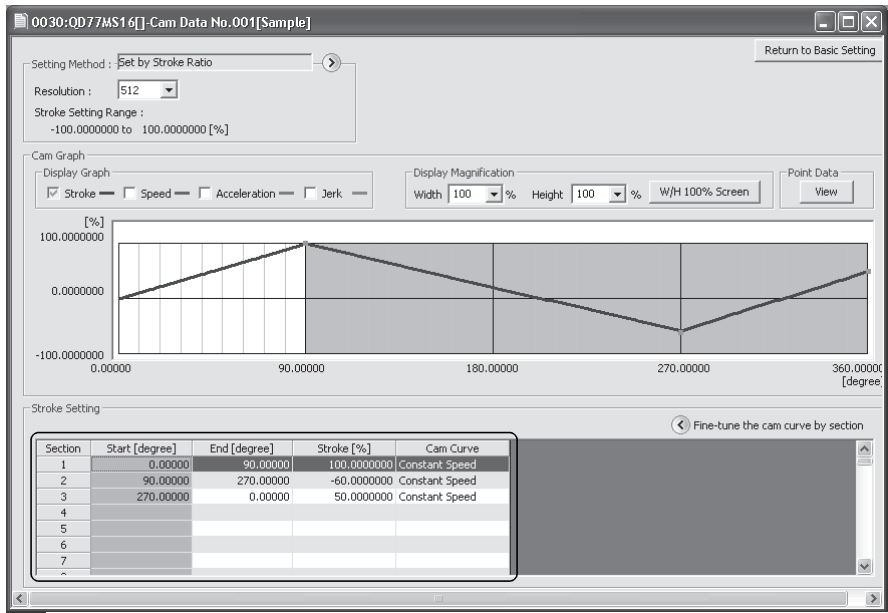 0030:QD77MS16[]-Cam Data No.001[Sample]
Return to Basic Setting
Setting Method : Set by Stroke Ratio
Resolution : 512
Stroke Setting Range :
-100.0000000 to 100.0000000 [%]
Cam Graph
Display Graph
Stroke Speed Acceleration Jerk
Display Magnification
Width 100 % Height 100 % W/H 100% Screen
Point Data
View
[%]
100.0000000
0.0000000
-100.0000000
0.00000 90.00000 180.00000 270.00000 360.00000
[degree]
Stroke Setting
Fine-tune the cam curve by section
Section Start [degree] End [degree] Stroke [%] Cam Curve
1 0.00000 90.00000 100.0000000 Constant Speed
2 90.00000 270.00000 -60.0000000 Constant Speed
3 270.00000 0.00000 50.0000000 Constant Speed
4
5
6
7